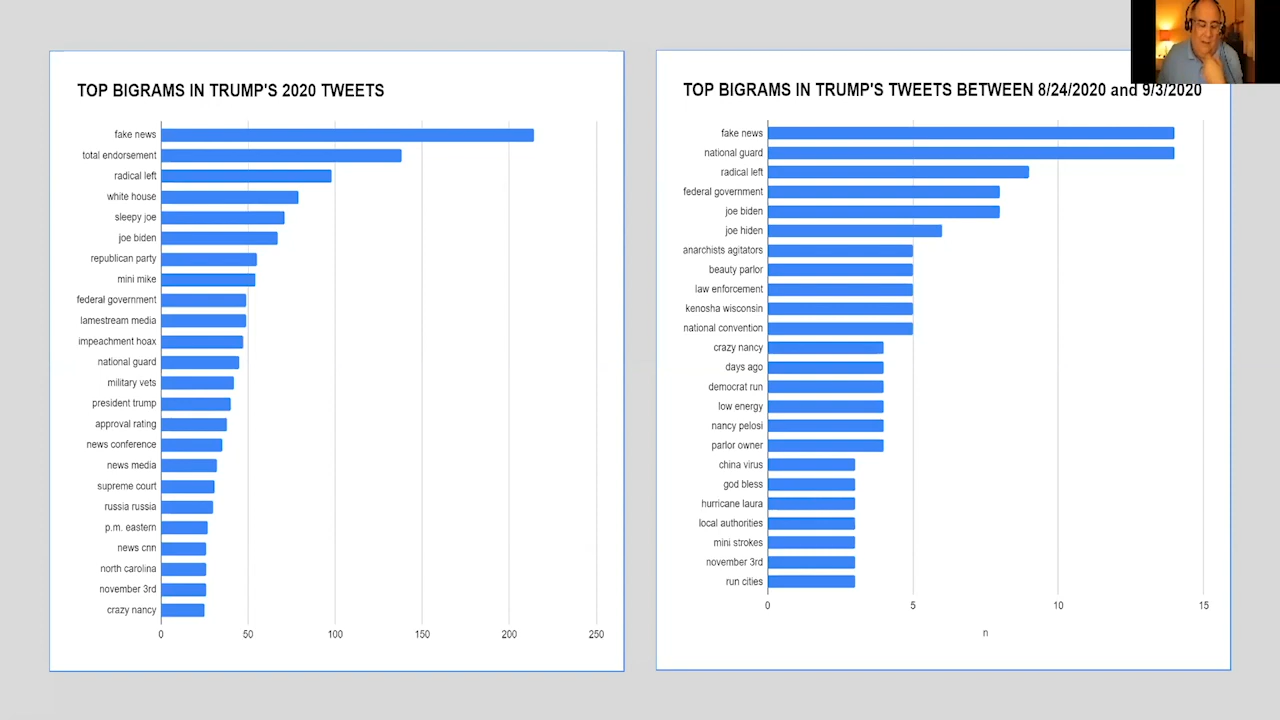 TOP BIGRAMS IN TRUMP'S 2020 TWEETS
fake news
total endorsement
radical left
white house
sleepy joe
joe biden
republican party
mini mike
federal government
lamestream media
impeachment hoax
national guard
military vets
president trump
approval rating
news conference
news media
supreme court
russia russia
p.m. eastern
news cnn
north carolina
november 3rd
crazy nancy
0 50 100 150 200 250
TOP BIGRAMS IN TRUMP'S TWEETS BETWEEN 8/24/2020 and 9/3/2020
fake news
national guard
radical left
federal government
joe biden
joe hiden
anarchists agitators
beauty parlor
law enforcement
kenosha wisconsin
national convention
crazy nancy
days ago
democrat run
low energy
nancy pelosi
parlor owner
china virus
god bless
hurricane laura
local authorities
mini strokes
november 3rd
run cities
0 5 10 15
n